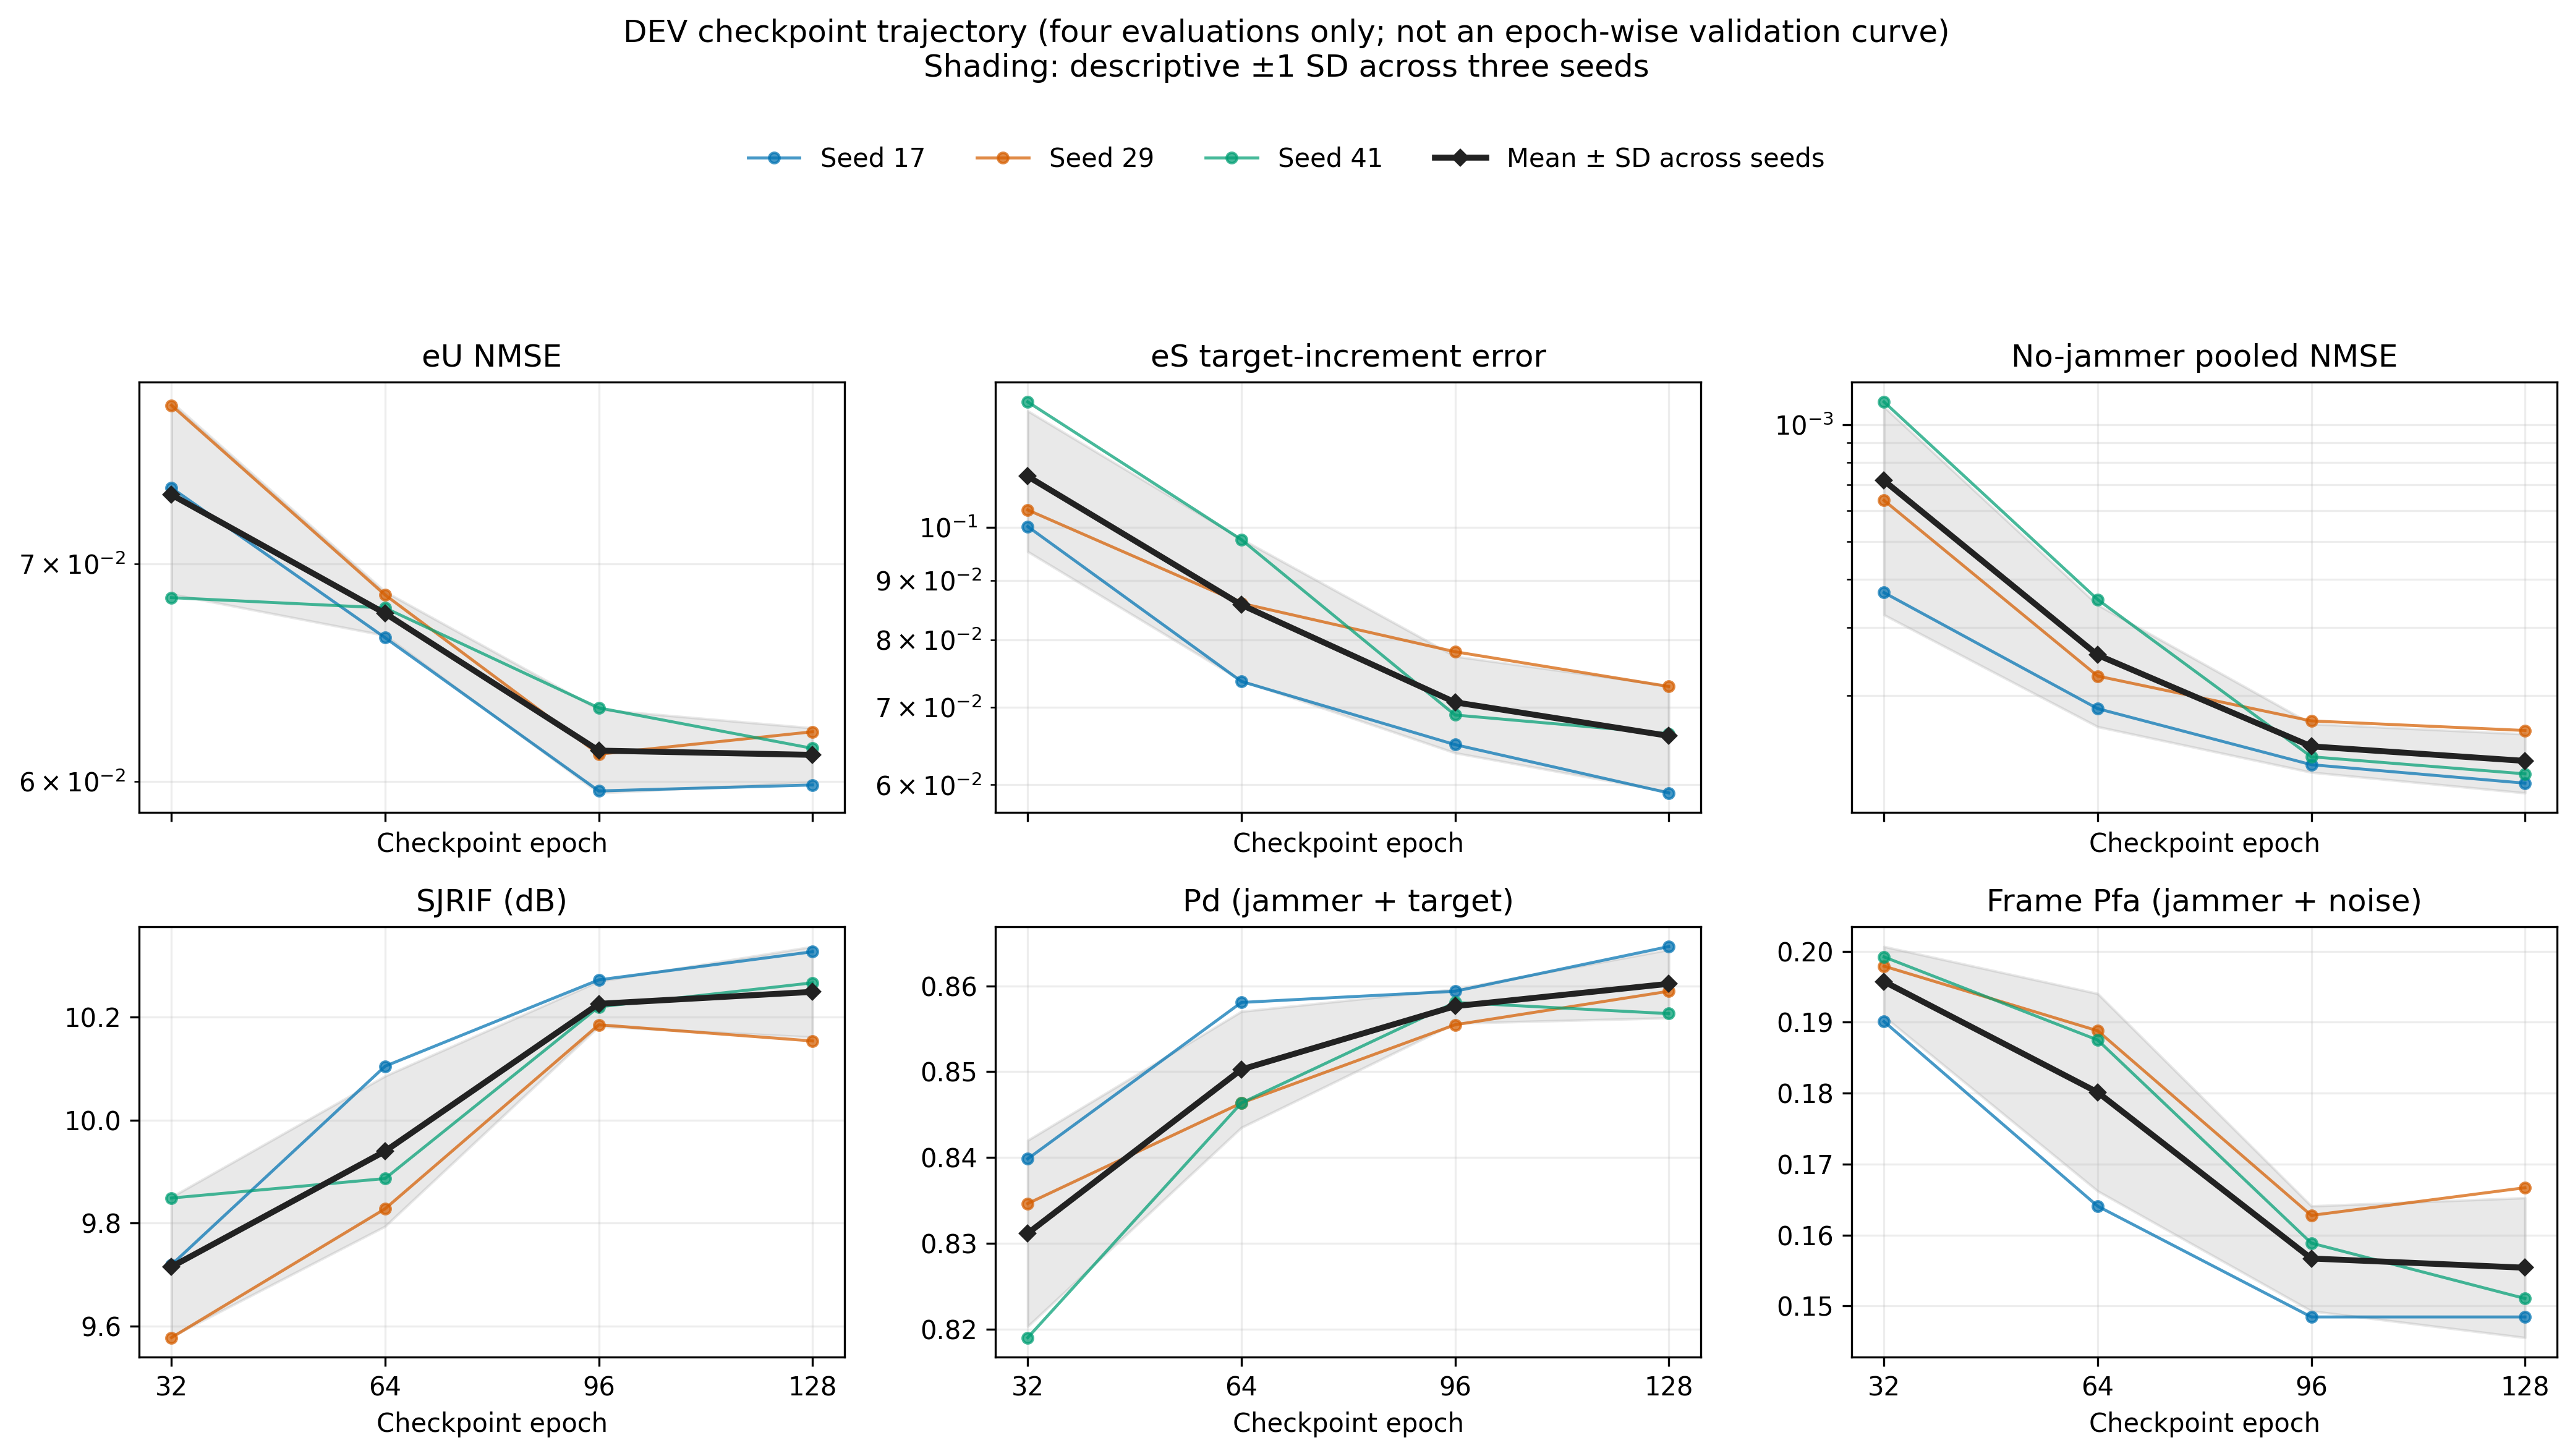 DEV checkpoint trajectory (four evaluations only; not an epoch-wise validation curve)
Shading: descriptive ±1 SD across three seeds
Seed 17
Seed 29
Seed 41
Mean ± SD across seeds
eU NMSE
7 × 10⁻²
6 × 10⁻²
Checkpoint epoch
eS target-increment error
10⁻¹
9 × 10⁻²
8 × 10⁻²
7 × 10⁻²
6 × 10⁻²
Checkpoint epoch
No-jammer pooled NMSE
10⁻³
Checkpoint epoch
SJRIF (dB)
10.2
10.0
9.8
9.6
32 64 96 128
Checkpoint epoch
Pd (jammer + target)
0.86
0.85
0.84
0.83
0.82
32 64 96 128
Checkpoint epoch
Frame Pfa (jammer + noise)
0.20
0.19
0.18
0.17
0.16
0.15
32 64 96 128
Checkpoint epoch